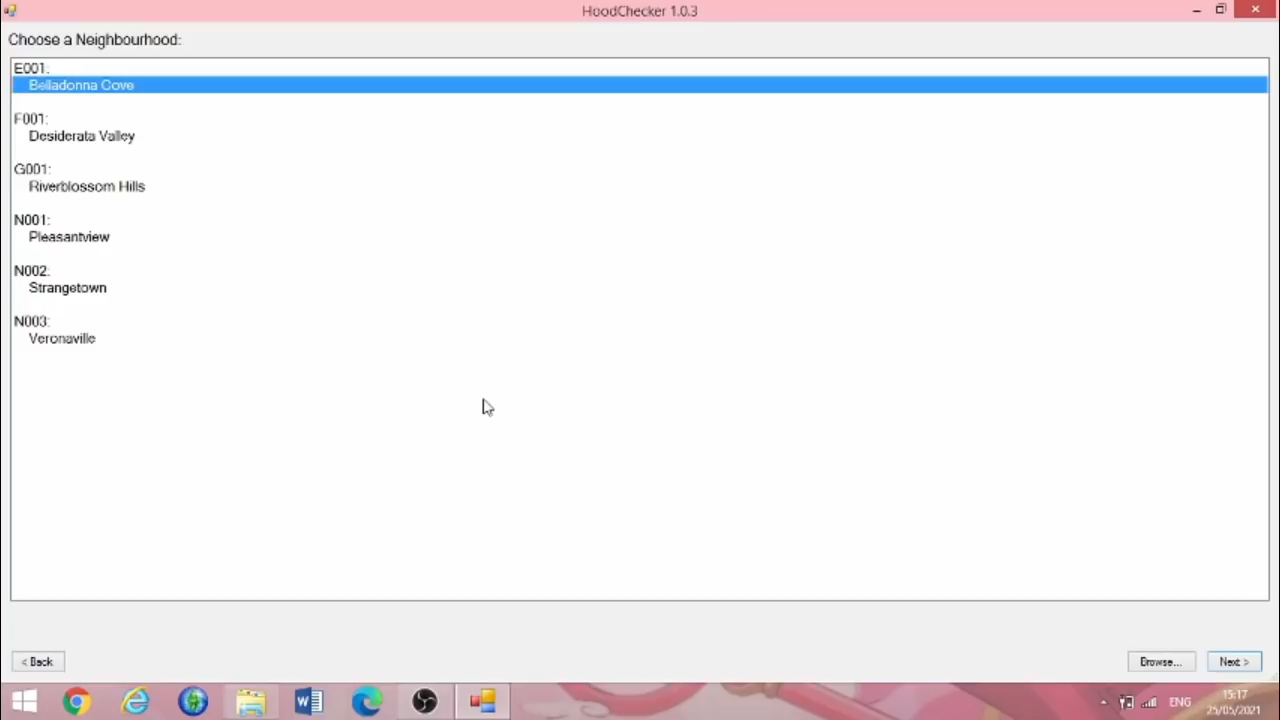 HoodChecker 1.0.3
Choose a Neighbourhood:
E001:
Belladonna Cove
F001:
Desiderata Valley
G001:
Riverblossom Hills
N001:
Pleasantview
N002:
Strangetown
N003:
Veronaville
< Back
Browse...
Next >
ENG
15:17
25/05/2021